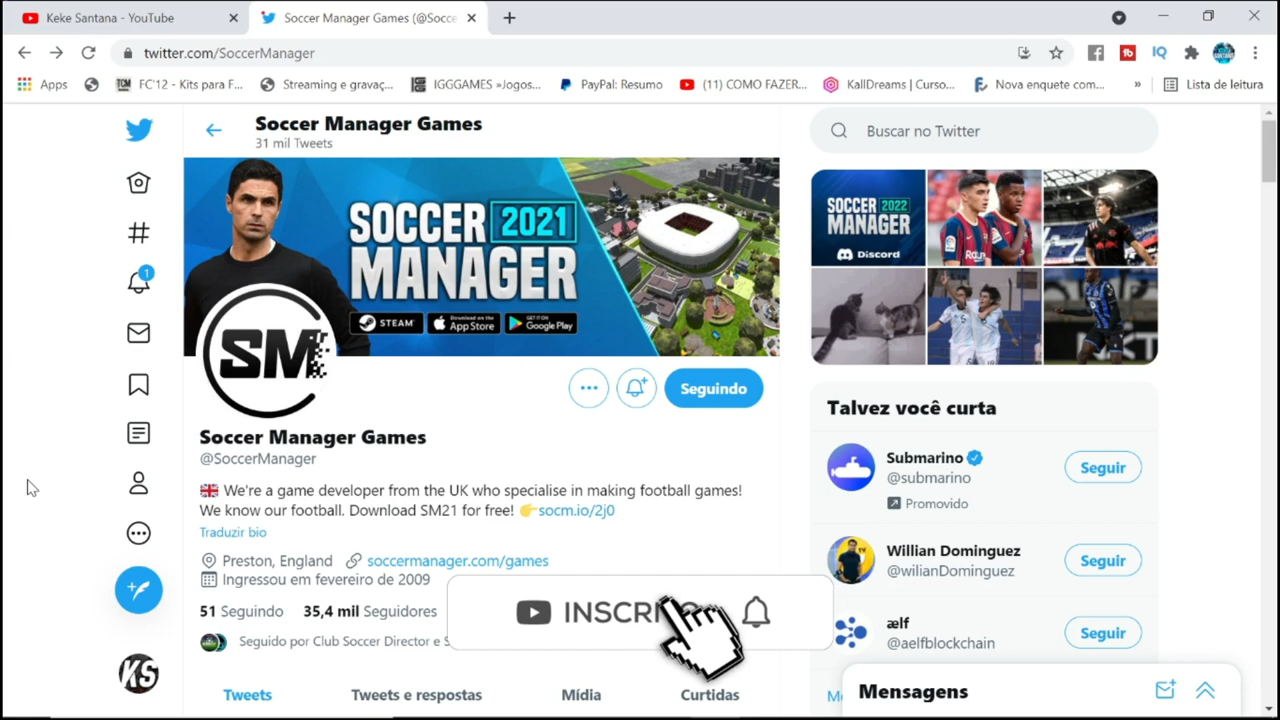 Keke Santana - YouTube
Soccer Manager Games (@Socce
twitter.com/SoccerManager
Apps
FC'12 - Kits para F...
Streaming e gravaç...
IGGGAMES »Jogos...
PayPal: Resumo
(11) COMO FAZER...
KallDreams | Curso...
Nova enquete com...
»
Lista de leitura
Soccer Manager Games
31 mil Tweets
SOCCER 2021
MANAGER
STEAM
Download on the
App Store
GET IT ON
Google Play
SM
Seguindo
Soccer Manager Games
@SoccerManager
We're a game developer from the UK who specialise in making football games!
We know our football. Download SM21 for free! 👉socm.io/2j0
Traduzir bio
Preston, England soccermanager.com/games
Ingressou em fevereiro de 2009
51 Seguindo 35,4 mil Seguidores
Seguido por Club Soccer Director e S
INSCRI
Tweets
Tweets e respostas
Mídia
Curtidas
1
KS
Buscar no Twitter
SOCCER 2022
MANAGER
Discord
Talvez você curta
Submarino
@submarino
Promovido
Seguir
Willian Dominguez
@wilianDominguez
Seguir
ælf
@aelfblockchain
Seguir
Mensagens